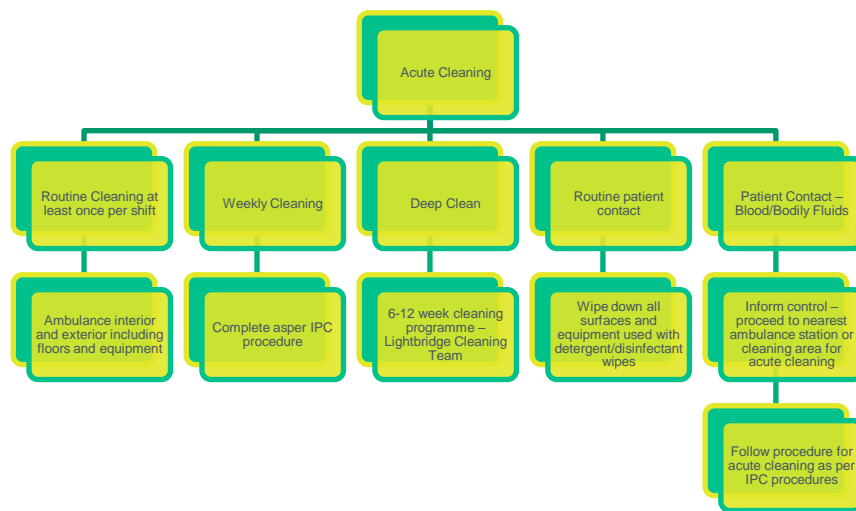 Acute Cleaning
Routine Cleaning at
least once per shift
Weekly Cleaning
Deep Clean
Routine patient
contact
Patient Contact –
Blood/Bodily Fluids
Ambulance interior
and exterior including
floors and equipment
Complete asper IPC
procedure
6-12 week cleaning
programme –
Lightbridge Cleaning
Team
Wipe down all
surfaces and
equipment used with
detergent/disinfectant
wipes
Inform control –
proceed to nearest
ambulance station or
cleaning area for
acute cleaning
Follow procedure for
acute cleaning as per
IPC procedures